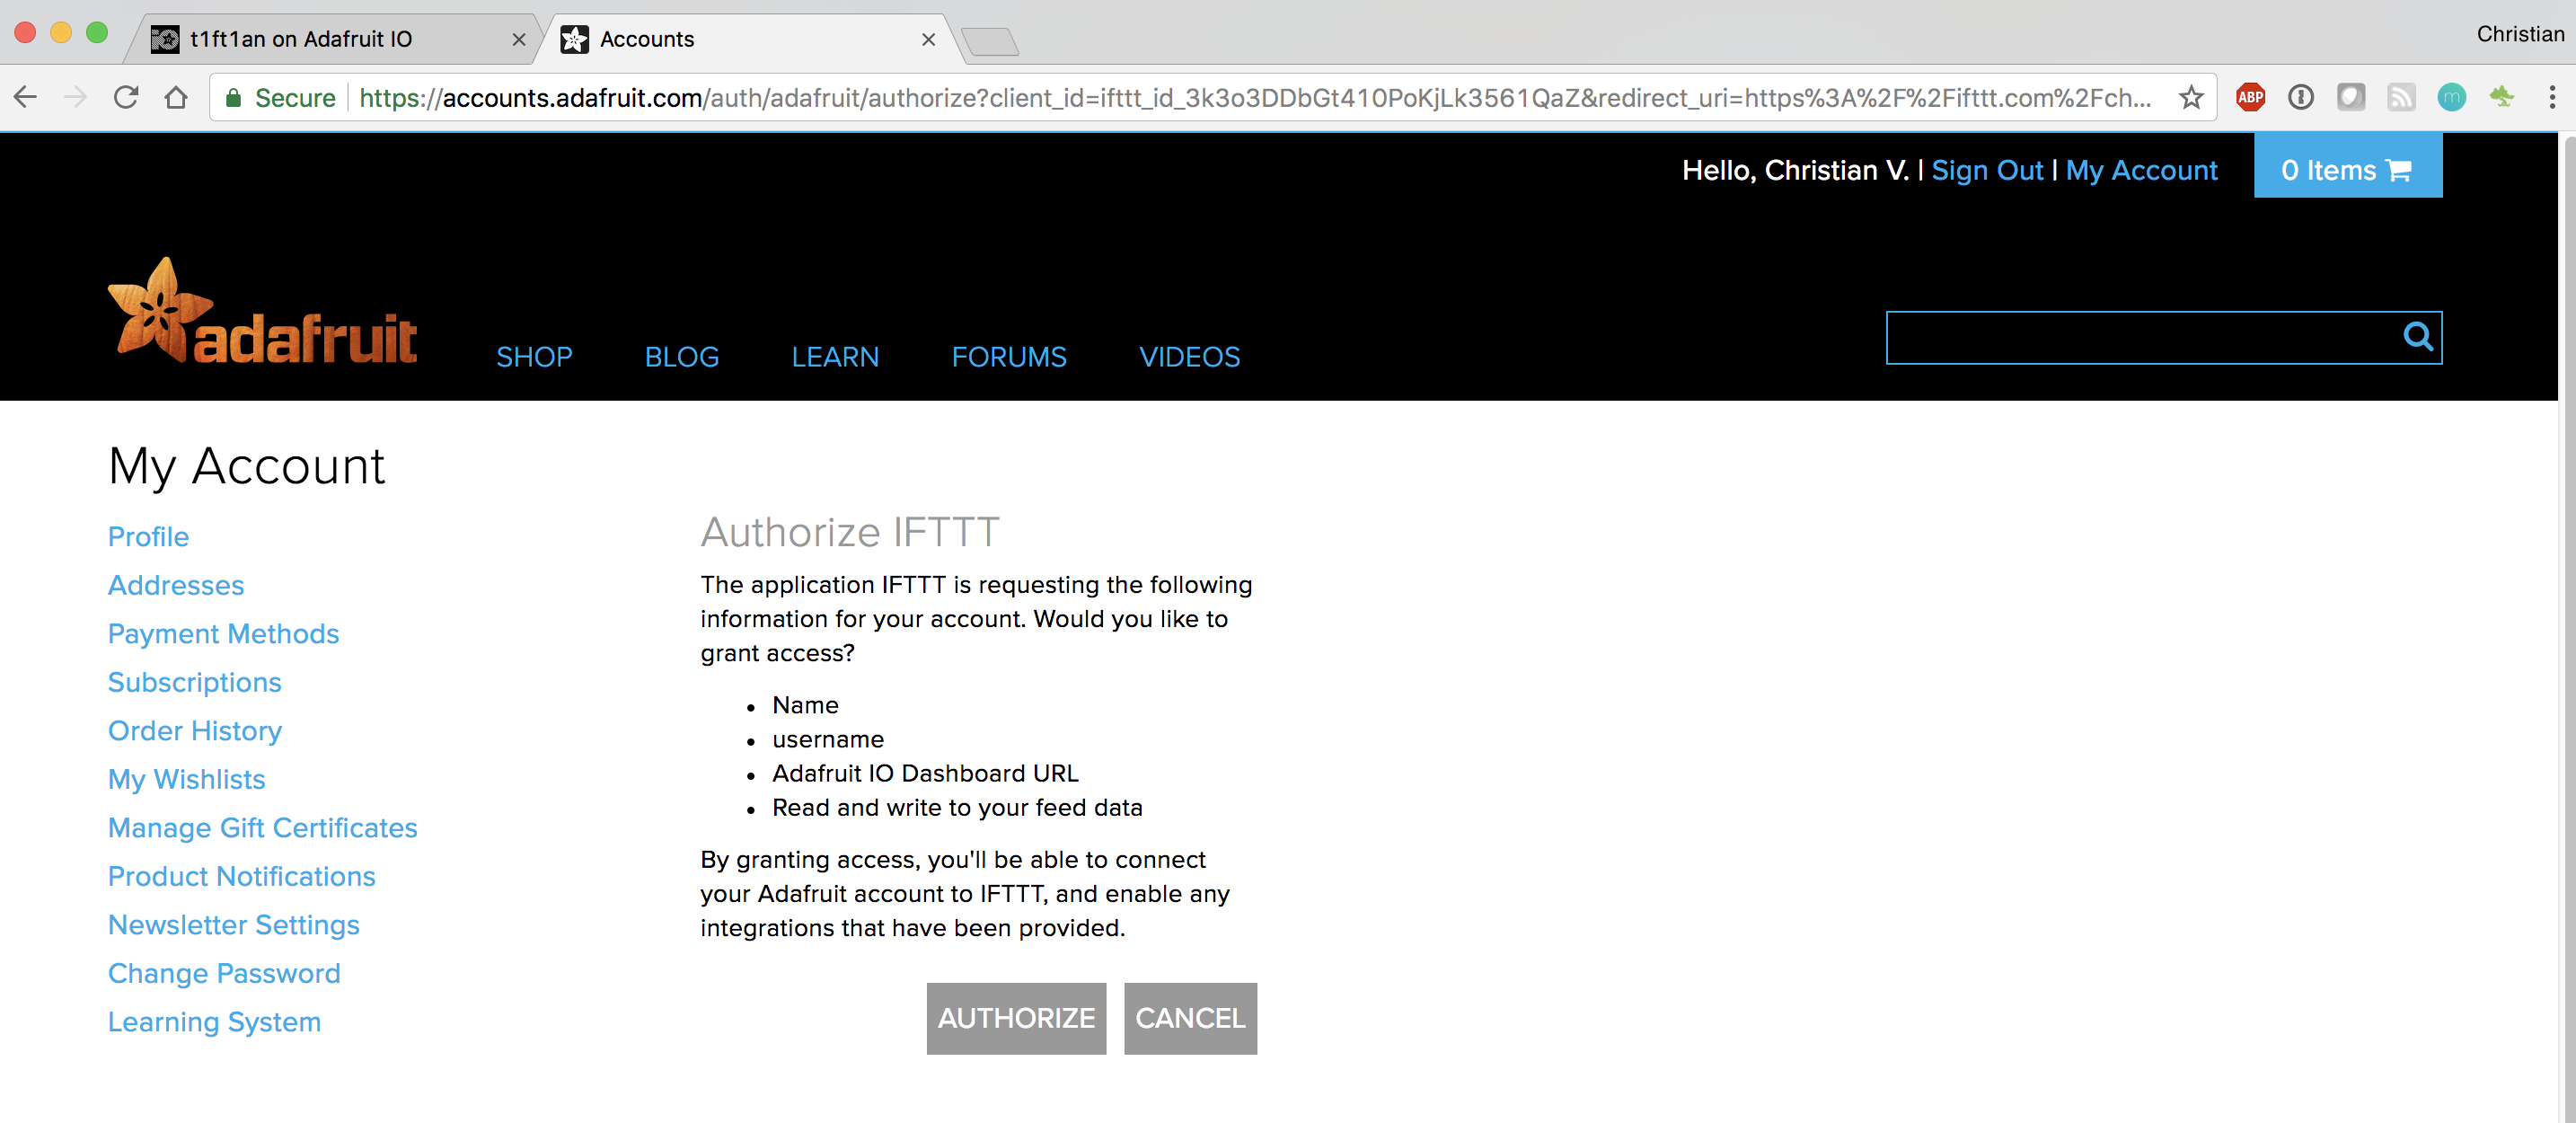 t1ft1an on Adafruit IO
Accounts
Christian
Secure
https://accounts.adafruit.com/auth/adafruit/authorize?client_id=ifttt_id_3k3o3DDbGt410PoKjLk3561QaZ&redirect_uri=https%3A%2F%2Fifttt.com%2Fch...
ABP
m
Hello, Christian V. | Sign Out | My Account
0 Items
adafruit
SHOP
BLOG
LEARN
FORUMS
VIDEOS
My Account
Profile
Addresses
Payment Methods
Subscriptions
Order History
My Wishlists
Manage Gift Certificates
Product Notifications
Newsletter Settings
Change Password
Learning System
Authorize IFTTT
The application IFTTT is requesting the following
information for your account. Would you like to
grant access?
• Name
• username
• Adafruit IO Dashboard URL
• Read and write to your feed data
By granting access, you'll be able to connect
your Adafruit account to IFTTT, and enable any
integrations that have been provided.
AUTHORIZE
CANCEL